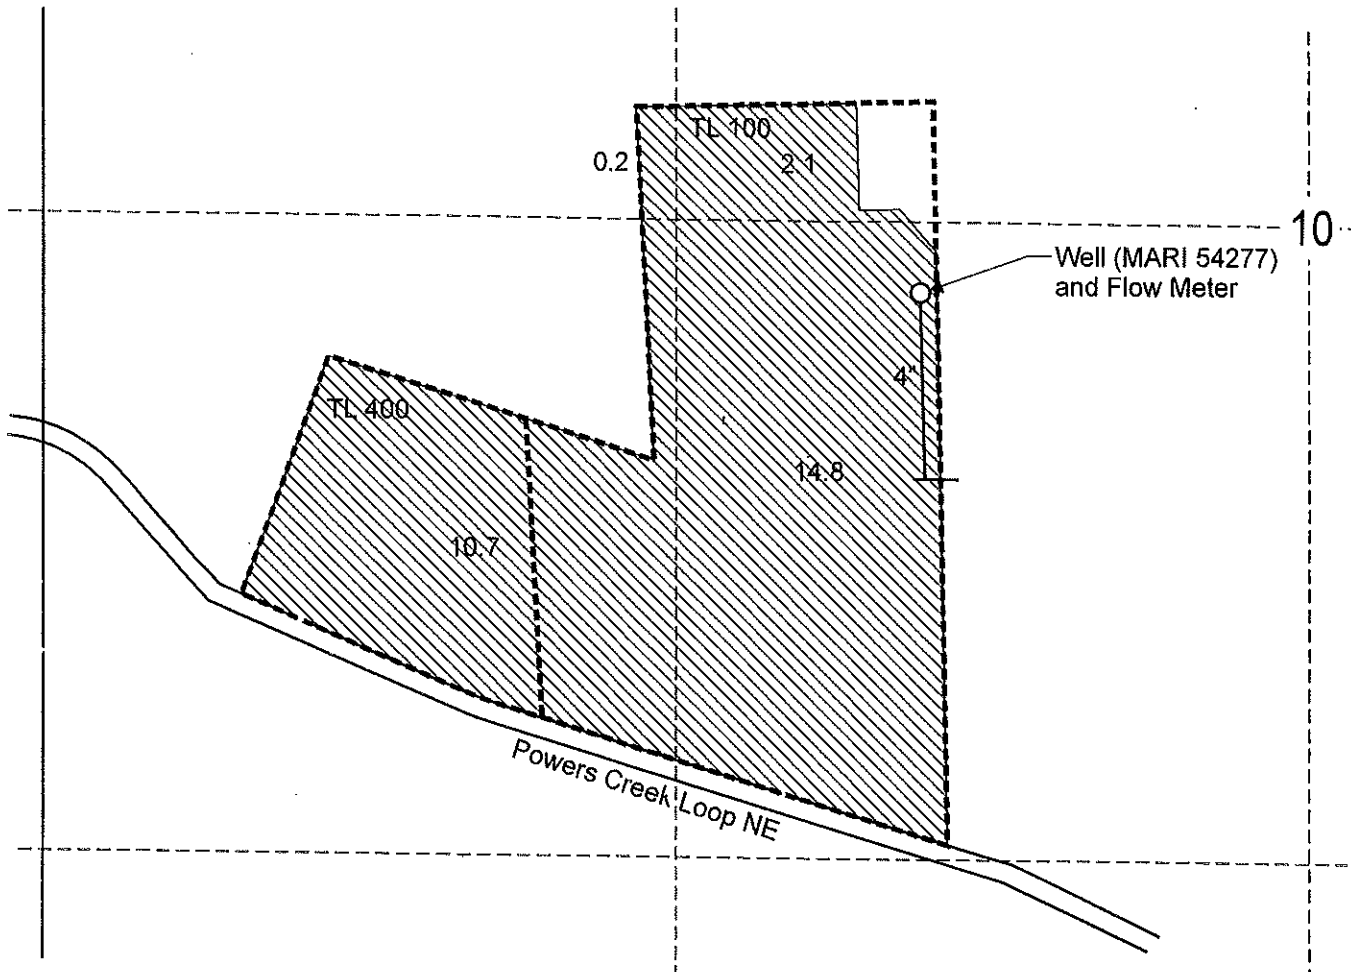 TL 100
0.2
2.1
10
Well (MARI 54277)
and Flow Meter
4"
TL 400
14.8
10.7
Powers Creek Loop NE